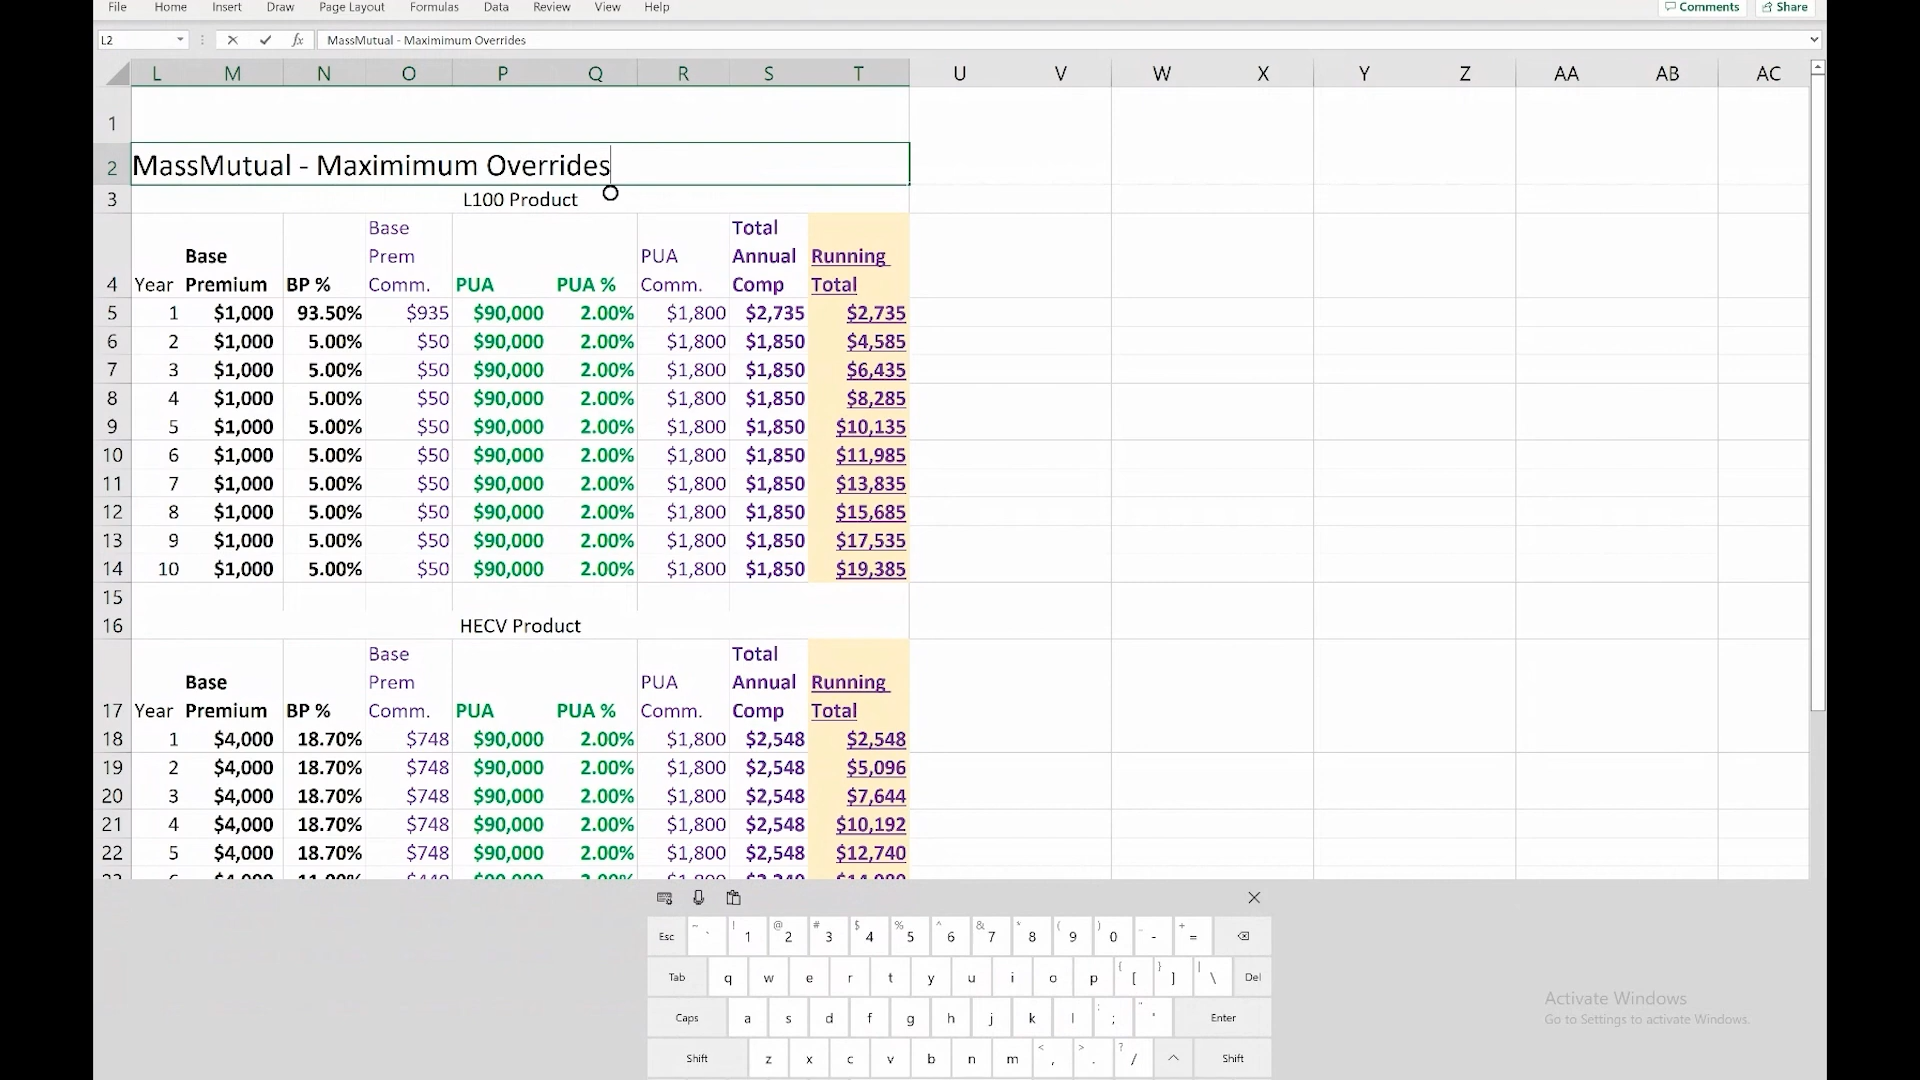 File Home Insert Draw Page Layout Formulas Data Review View Help Comments Share
L2 fx MassMutual - Maximimum Overrides
L M N O P Q R S T U V W X Y Z AA AB AC
1
2 MassMutual - Maximimum Overrides
3 L100 Product
4 Year Base Premium BP % Base Prem Comm. PUA PUA % PUA Comm. Total Annual Comp Running Total
5 1 $1,000 93.50% $935 $90,000 2.00% $1,800 $2,735 $2,735
6 2 $1,000 5.00% $50 $90,000 2.00% $1,800 $1,850 $4,585
7 3 $1,000 5.00% $50 $90,000 2.00% $1,800 $1,850 $6,435
8 4 $1,000 5.00% $50 $90,000 2.00% $1,800 $1,850 $8,285
9 5 $1,000 5.00% $50 $90,000 2.00% $1,800 $1,850 $10,135
10 6 $1,000 5.00% $50 $90,000 2.00% $1,800 $1,850 $11,985
11 7 $1,000 5.00% $50 $90,000 2.00% $1,800 $1,850 $13,835
12 8 $1,000 5.00% $50 $90,000 2.00% $1,800 $1,850 $15,685
13 9 $1,000 5.00% $50 $90,000 2.00% $1,800 $1,850 $17,535
14 10 $1,000 5.00% $50 $90,000 2.00% $1,800 $1,850 $19,385
15
16 HECV Product
17 Year Base Premium BP % Base Prem Comm. PUA PUA % PUA Comm. Total Annual Comp Running Total
18 1 $4,000 18.70% $748 $90,000 2.00% $1,800 $2,548 $2,548
19 2 $4,000 18.70% $748 $90,000 2.00% $1,800 $2,548 $5,096
20 3 $4,000 18.70% $748 $90,000 2.00% $1,800 $2,548 $7,644
21 4 $4,000 18.70% $748 $90,000 2.00% $1,800 $2,548 $10,192
22 5 $4,000 18.70% $748 $90,000 2.00% $1,800 $2,548 $12,740
Esc ~ ` ! 1 @ 2 # 3 $ 4 % 5 ^ 6 & 7 * 8 ( 9 ) 0 _ - + =
Tab q w e r t y u i o p { [ } ] | \ Del
Caps a s d f g h j k l : ; " ' Enter
Shift z x c v b n m < , > . ? / Shift
Activate Windows
Go to Settings to activate Windows.